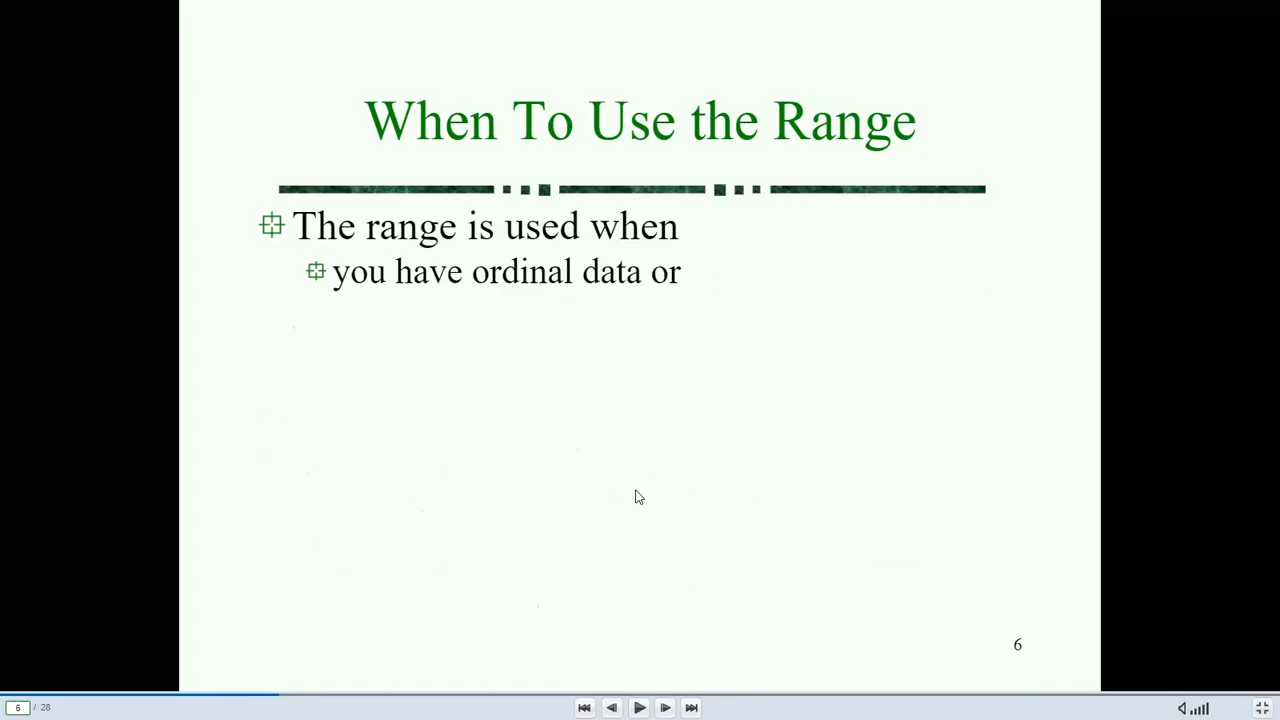 When To Use the Range
The range is used when
you have ordinal data or
6
6 / 28